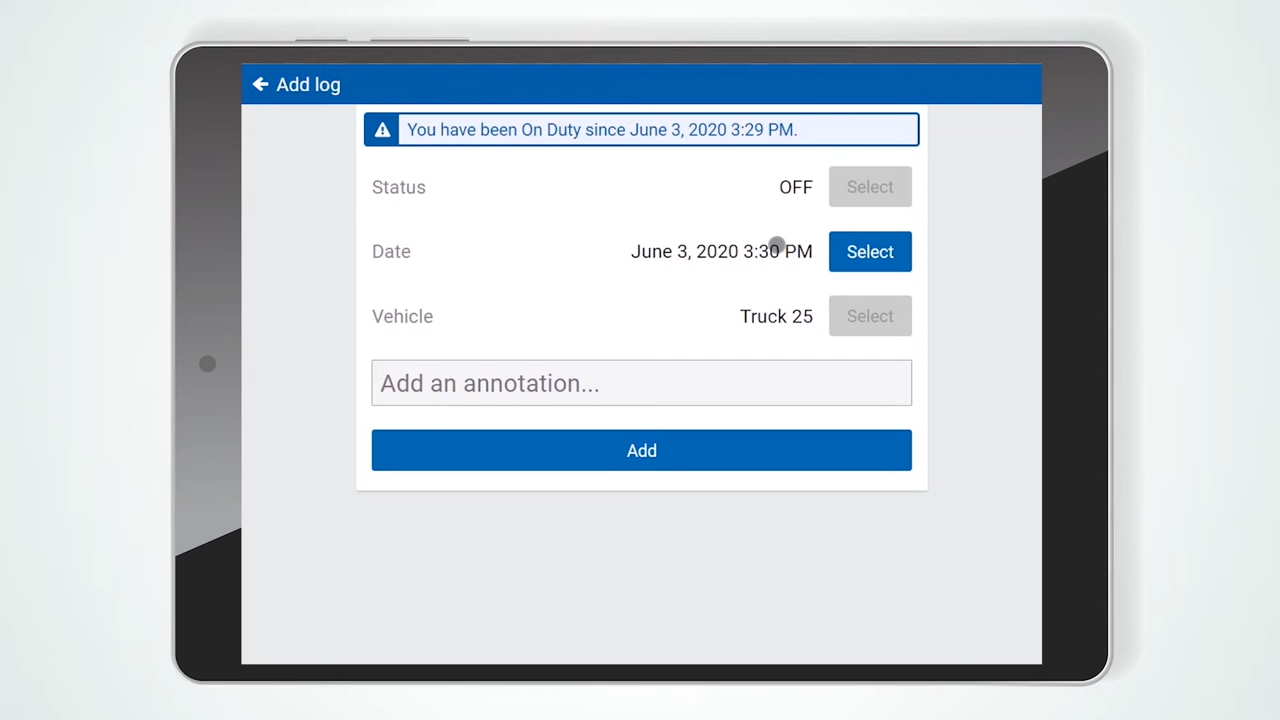 Add log
You have been On Duty since June 3, 2020 3:29 PM.
Status OFF Select
Date June 3, 2020 3:30 PM Select
Vehicle Truck 25 Select
Add an annotation...
Add